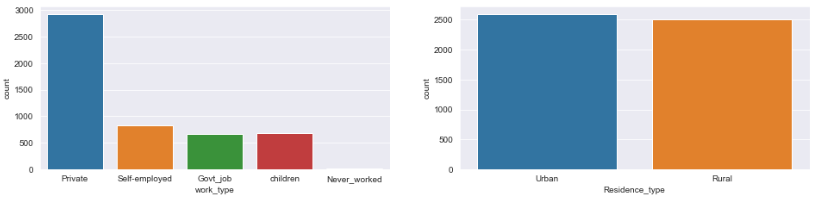 3000
2500
2000
1500
1000
500
0
count
Private Self-employed Govt_job children Never_worked
work_type
2500
2000
1500
1000
500
0
count
Urban Rural
Residence_type